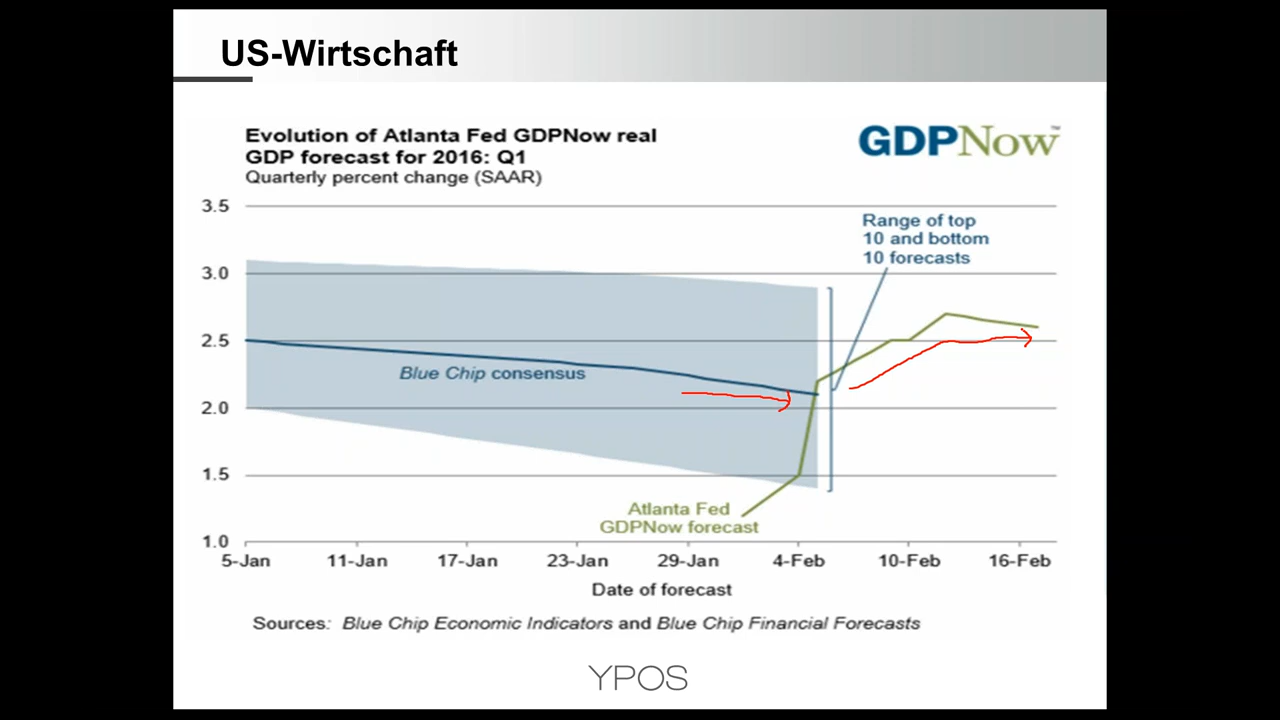 US-Wirtschaft
Evolution of Atlanta Fed GDPNow real
GDP forecast for 2016: Q1
Quarterly percent change (SAAR)
GDPNow™
3.5
3.0
2.5
2.0
1.5
1.0
Range of top
10 and bottom
10 forecasts
Blue Chip consensus
Atlanta Fed
GDPNow forecast
5-Jan 11-Jan 17-Jan 23-Jan 29-Jan 4-Feb 10-Feb 16-Feb
Date of forecast
Sources: Blue Chip Economic Indicators and Blue Chip Financial Forecasts
YPOS